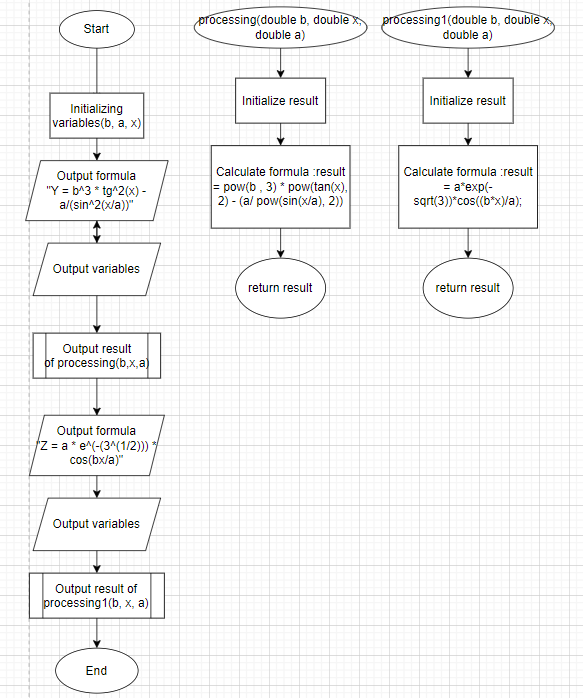 Start
Initializing
variables(b, a, x)
Output formula
"Y = b^3 * tg^2(x) -
a/(sin^2(x/a))"
Output variables
Output result
of processing(b,x,a)
Output formula
"Z = a * e^(-(3^(1/2))) *
cos(bx/a)"
Output variables
Output result of
processing1(b, x, a)
End
processing(double b, double x,
double a)
Initialize result
Calculate formula :result
= pow(b , 3) * pow(tan(x),
2) - (a/ pow(sin(x/a), 2))
return result
processing1(double b, double x,
double a)
Initialize result
Calculate formula :result
= a*exp(-
sqrt(3))*cos((b*x)/a);
return result